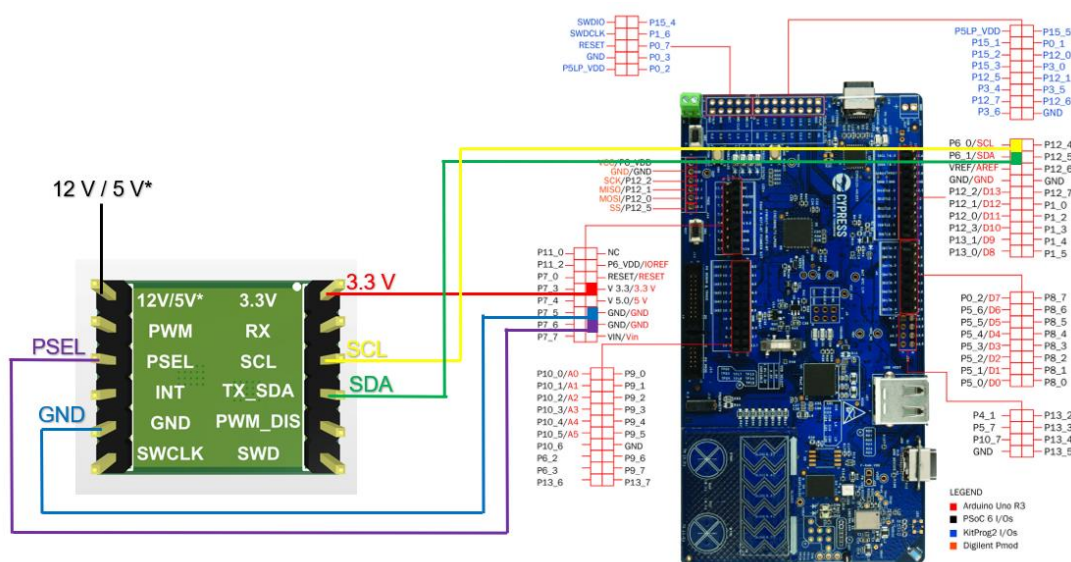 SWDIO P15_4
SWDCLK P1_6
RESET P0_7
GND P0_3
P5LP_VDD P0_2
P5LP_VDD P15_5
P15_1 P0_1
P15_2 P12_0
P15_3 P3_0
P12_5 P12_1
P3_4 P3_5
P12_7 P12_6
P3_6 GND
P6_0/SCL P12_4
P6_1/SDA P12_5
VREF/AREF P12_6
GND/GND GND
P12_2/D13 P12_7
P12_1/D12 P1_0
P12_0/D11 P1_2
P12_3/D10 P1_3
P13_1/D9 P1_4
P13_0/D8 P1_5
VCC/P6_VDD
GND/GND
SCK/P12_2
MISO/P12_1
MOSI/P12_0
SS/P12_5
CYPRESS
12 V / 5 V*
P11_0 NC
P11_2 P6_VDD/IOREF
P7_0 RESET/RESET
P7_3 V 3.3/3.3 V
P7_4 V 5.0/5 V
P7_5 GND/GND
P7_6 GND/GND
P7_7 VIN/Vin
3.3 V
PSEL
GND
SCL
SDA
12V/5V* 3.3V
PWM RX
PSEL SCL
INT TX_SDA
GND PWM_DIS
SWCLK SWD
P0_2/D7 P8_7
P5_6/D6 P8_6
P5_5/D5 P8_5
P5_4/D4 P8_4
P5_3/D3 P8_3
P5_2/D2 P8_2
P5_1/D1 P8_1
P5_0/D0 P8_0
P10_0/A0 P9_0
P10_1/A1 P9_1
P10_2/A2 P9_2
P10_3/A3 P9_3
P10_4/A4 P9_4
P10_5/A5 P9_5
P10_6 GND
P6_2 P9_6
P6_3 P9_7
P13_6 P13_7
P4_1 P13_2
P5_7 P13_3
P10_7 P13_4
GND P13_5
LEGEND
Arduino Uno R3
PSoC 6 I/Os
KitProg2 I/Os
Digilent Pmod